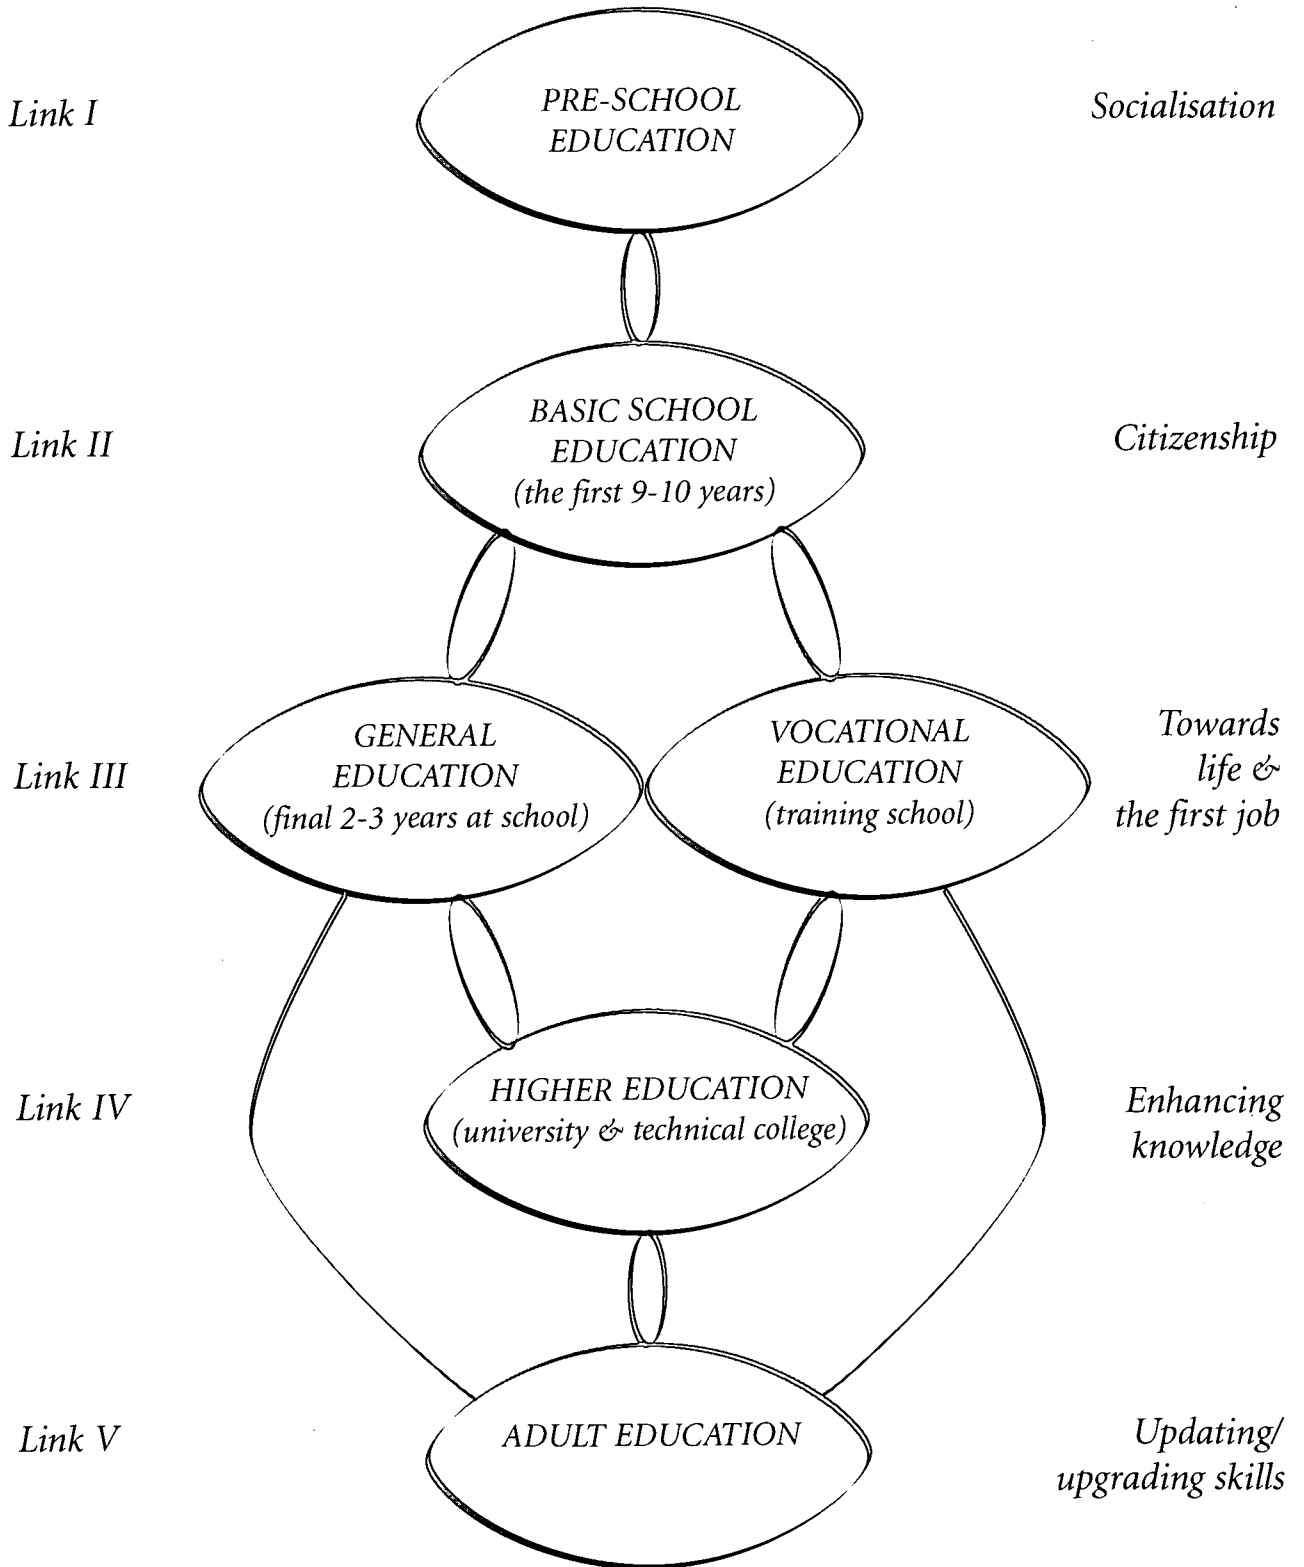 Link I
PRE-SCHOOL
EDUCATION
Socialisation
Link II
BASIC SCHOOL
EDUCATION
(the first 9-10 years)
Citizenship
Link III
GENERAL
EDUCATION
(final 2-3 years at school)
VOCATIONAL
EDUCATION
(training school)
Towards
life &
the first job
Link IV
HIGHER EDUCATION
(university & technical college)
Enhancing
knowledge
Link V
ADULT EDUCATION
Updating/
upgrading skills